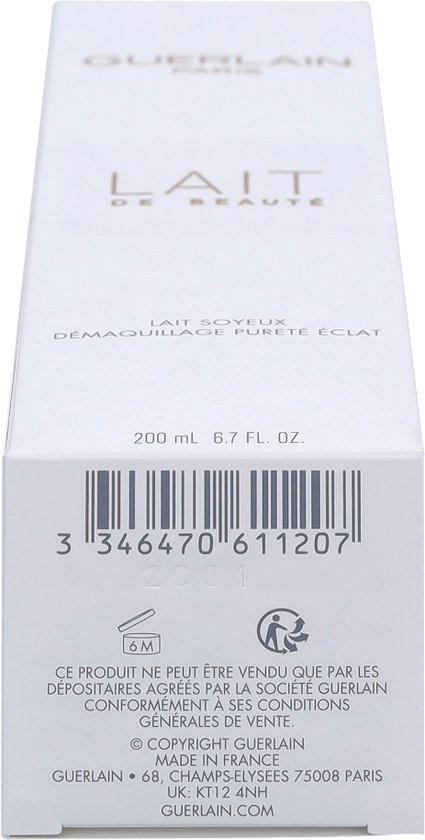 GUERLAIN
PARIS
LAIT
DE BEAUTÉ
LAIT SOYEUX
DÉMAQUILLAGE PURETÉ ÉCLAT
200 mL 6.7 FL. OZ.
3 346470 611207
2C01
6M
CE PRODUIT NE PEUT ÊTRE VENDU QUE PAR LES
DÉPOSITAIRES AGRÉÉS PAR LA SOCIÉTÉ GUERLAIN
CONFORMÉMENT À SES CONDITIONS
GÉNÉRALES DE VENTE.
© COPYRIGHT GUERLAIN
MADE IN FRANCE
GUERLAIN • 68, CHAMPS-ELYSEES 75008 PARIS
UK: KT12 4NH
GUERLAIN.COM